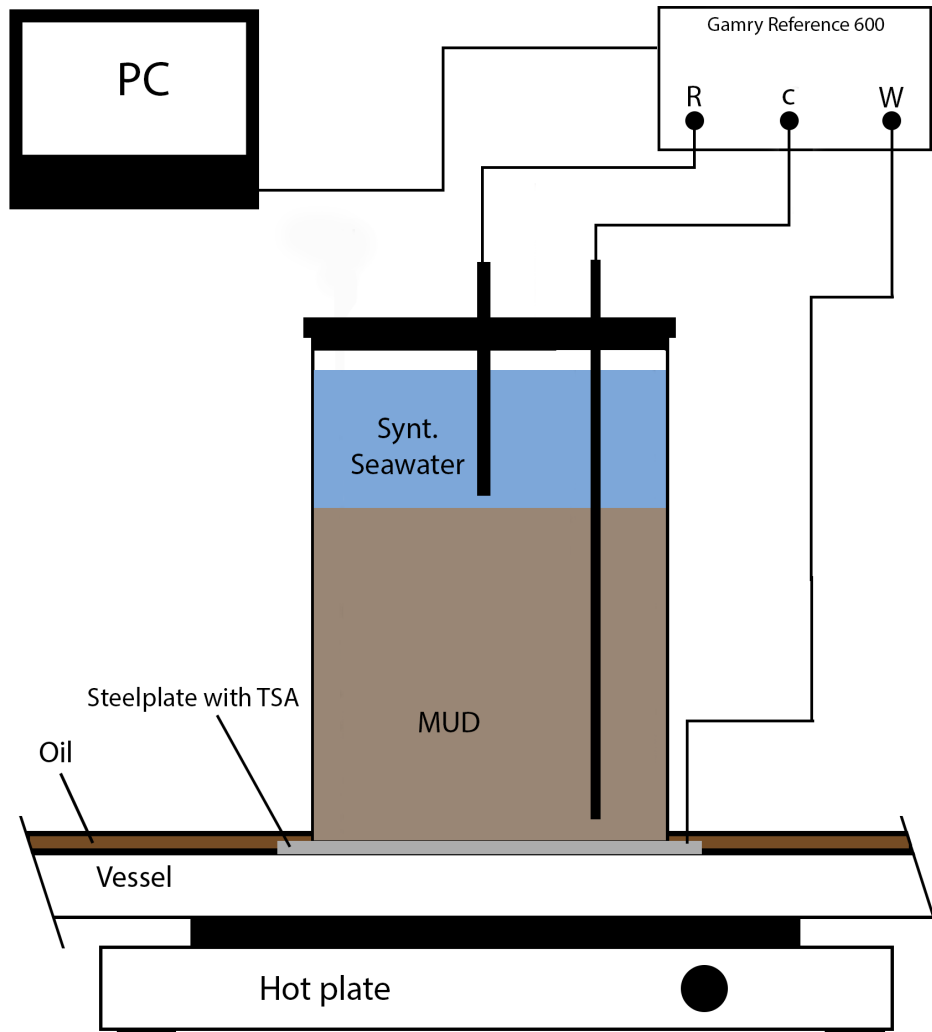 PC
Gamry Reference 600
R c W
Synt.
Seawater
Steelplate with TSA
MUD
Oil
Vessel
Hot plate